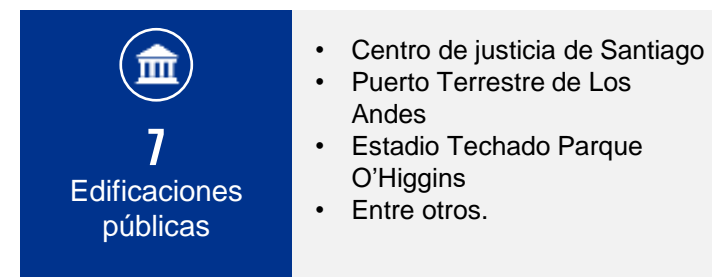 7
Edificaciones
públicas
• Centro de justicia de Santiago
• Puerto Terrestre de Los
Andes
• Estadio Techado Parque
O’Higgins
• Entre otros.